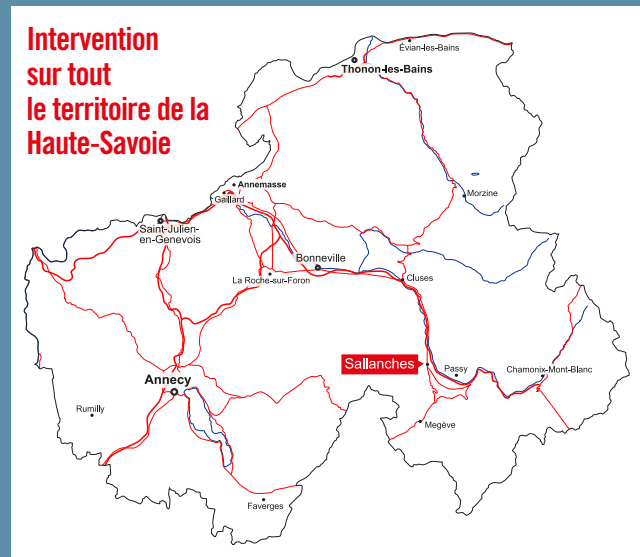 Intervention
sur tout
le territoire de la
Haute-Savoie
Évian-les-Bains
Thonon-les-Bains
Annemasse
Gaillard
Morzine
Saint-Julien-
en-Genevois
Bonneville
La Roche-sur-Foron
Cluses
Sallanches
Passy
Chamonix-Mont-Blanc
Annecy
Rumilly
Megève
Faverges